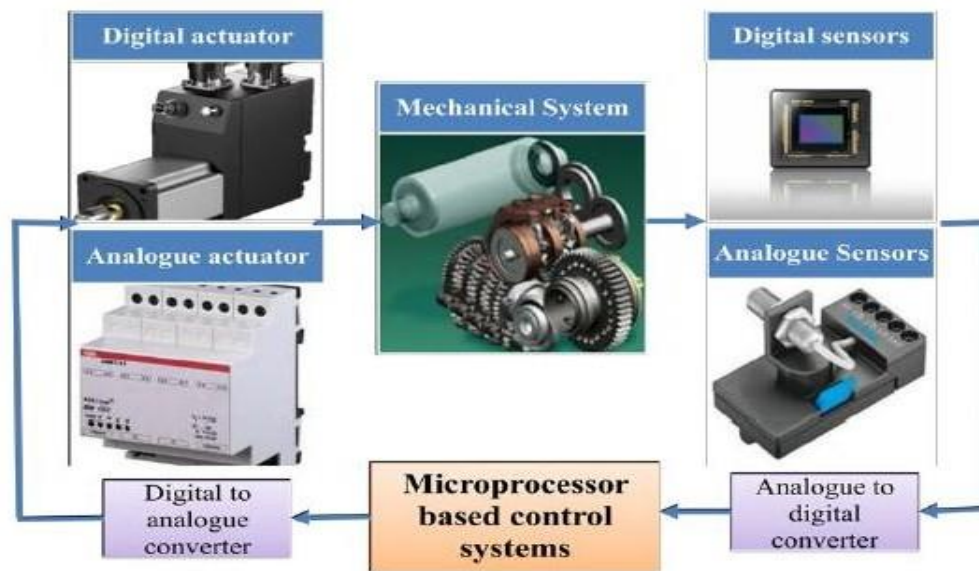 Digital actuator
Digital sensors
Mechanical System
Analogue actuator
Analogue Sensors
Digital to
analogue
converter
Microprocessor
based control
systems
Analogue to
digital
converter